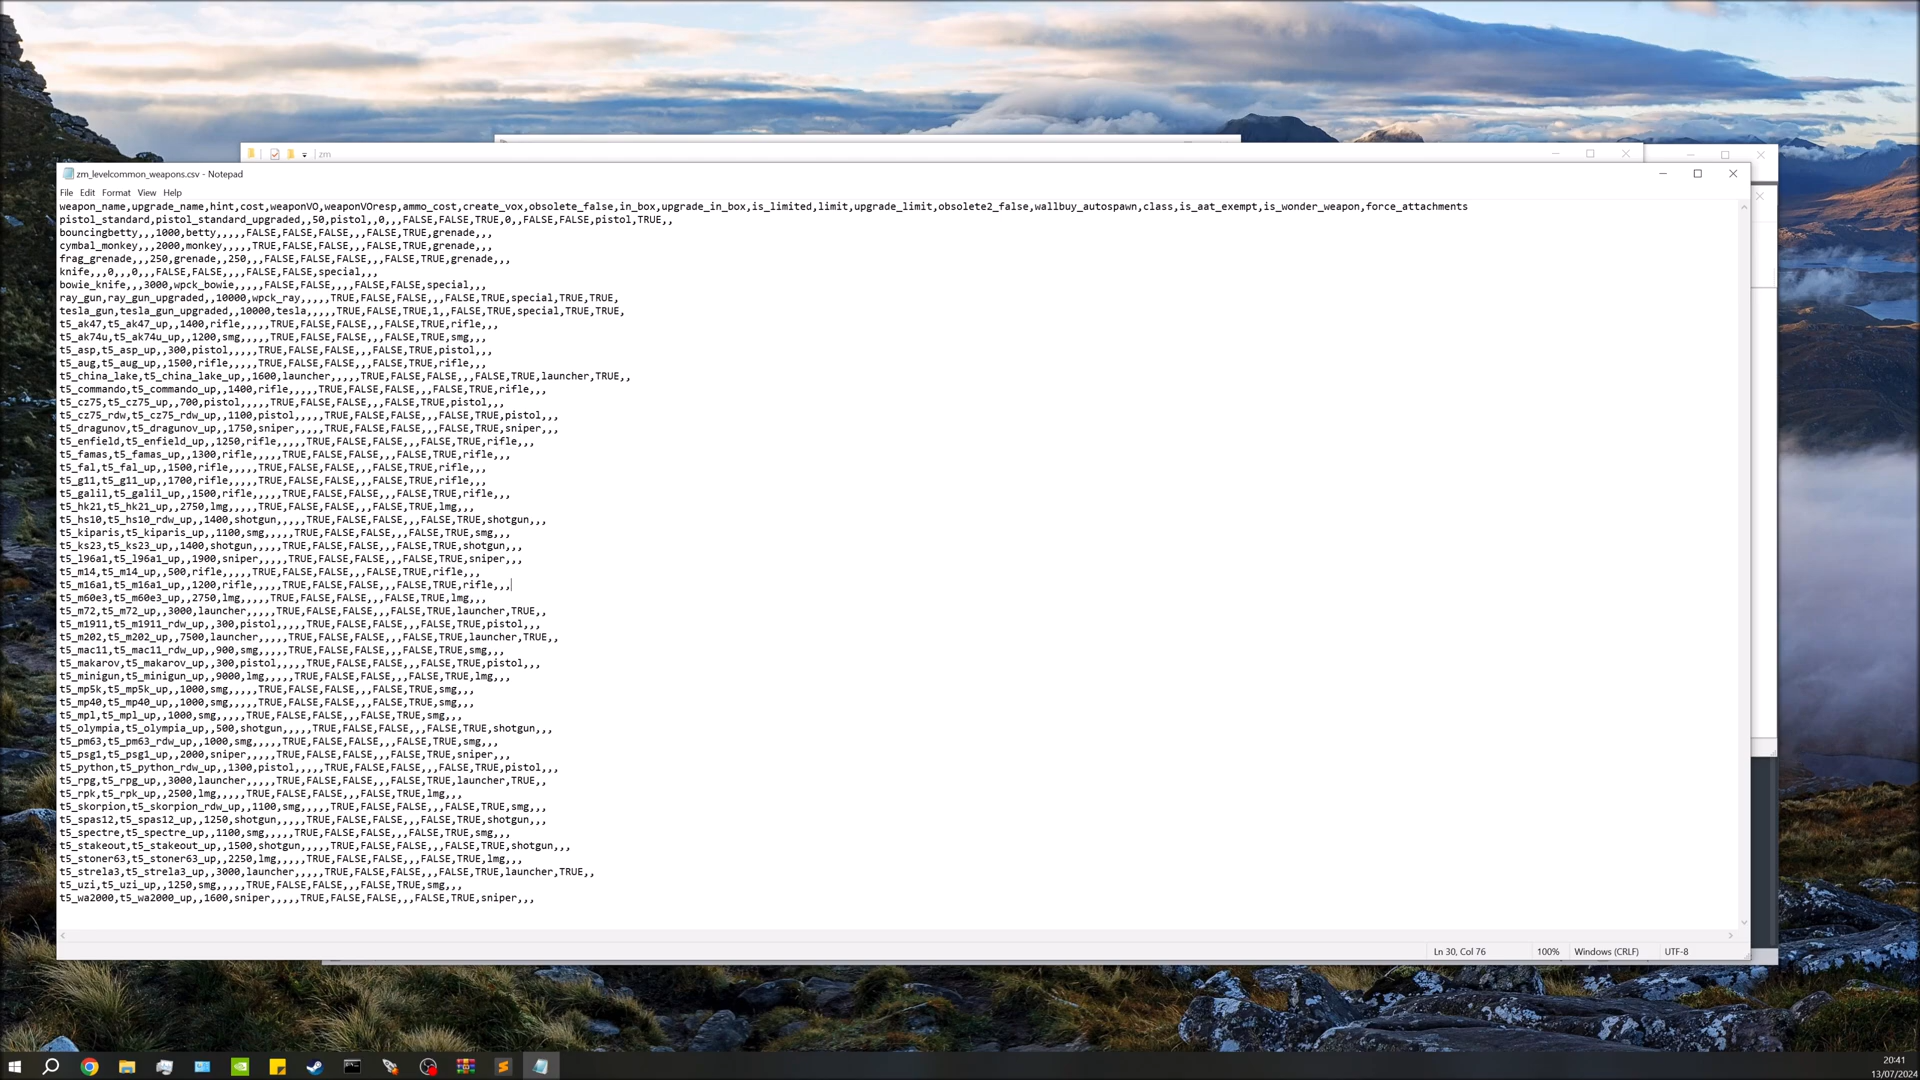 zm
zm_levelcommon_weapons.csv - Notepad
File Edit Format View Help
weapon_name,upgrade_name,hint,cost,weaponVO,weaponVOresp,ammo_cost,create_vox,obsolete_false,in_box,upgrade_in_box,is_limited,limit,upgrade_limit,obsolete2_false,wallbuy_autospawn,class,is_aat_exempt,is_wonder_weapon,force_attachments
pistol_standard,pistol_standard_upgraded,,50,pistol,,0,,,FALSE,FALSE,TRUE,0,,FALSE,FALSE,pistol,TRUE,,
bouncingbetty,,,1000,betty,,,,,FALSE,FALSE,FALSE,,,FALSE,TRUE,grenade,,,
cymbal_monkey,,,2000,monkey,,,,,TRUE,FALSE,FALSE,,,FALSE,TRUE,grenade,,,
frag_grenade,,,250,grenade,,250,,,FALSE,FALSE,FALSE,,,FALSE,TRUE,grenade,,,
knife,,,0,,,0,,,FALSE,FALSE,,,,FALSE,FALSE,special,,,
bowie_knife,,,3000,wpck_bowie,,,,,FALSE,FALSE,,,,FALSE,FALSE,special,,,
ray_gun,ray_gun_upgraded,,10000,wpck_ray,,,,,TRUE,FALSE,FALSE,,,FALSE,TRUE,special,TRUE,TRUE,
tesla_gun,tesla_gun_upgraded,,10000,tesla,,,,,TRUE,FALSE,TRUE,1,,FALSE,TRUE,special,TRUE,TRUE,
t5_ak47,t5_ak47_up,,1400,rifle,,,,,TRUE,FALSE,FALSE,,,FALSE,TRUE,rifle,,,
t5_ak74u,t5_ak74u_up,,1200,smg,,,,,TRUE,FALSE,FALSE,,,FALSE,TRUE,smg,,,
t5_asp,t5_asp_up,,300,pistol,,,,,TRUE,FALSE,FALSE,,,FALSE,TRUE,pistol,,,
t5_aug,t5_aug_up,,1500,rifle,,,,,TRUE,FALSE,FALSE,,,FALSE,TRUE,rifle,,,
t5_china_lake,t5_china_lake_up,,1600,launcher,,,,,TRUE,FALSE,FALSE,,,FALSE,TRUE,launcher,TRUE,,
t5_commando,t5_commando_up,,1400,rifle,,,,,TRUE,FALSE,FALSE,,,FALSE,TRUE,rifle,,,
t5_cz75,t5_cz75_up,,700,pistol,,,,,TRUE,FALSE,FALSE,,,FALSE,TRUE,pistol,,,
t5_cz75_rdw,t5_cz75_rdw_up,,1100,pistol,,,,,TRUE,FALSE,FALSE,,,FALSE,TRUE,pistol,,,
t5_dragunov,t5_dragunov_up,,1750,sniper,,,,,TRUE,FALSE,FALSE,,,FALSE,TRUE,sniper,,,
t5_enfield,t5_enfield_up,,1250,rifle,,,,,TRUE,FALSE,FALSE,,,FALSE,TRUE,rifle,,,
t5_famas,t5_famas_up,,1300,rifle,,,,,TRUE,FALSE,FALSE,,,FALSE,TRUE,rifle,,,
t5_fal,t5_fal_up,,1500,rifle,,,,,TRUE,FALSE,FALSE,,,FALSE,TRUE,rifle,,,
t5_g11,t5_g11_up,,1700,rifle,,,,,TRUE,FALSE,FALSE,,,FALSE,TRUE,rifle,,,
t5_galil,t5_galil_up,,1500,rifle,,,,,TRUE,FALSE,FALSE,,,FALSE,TRUE,rifle,,,
t5_hk21,t5_hk21_up,,2750,lmg,,,,,TRUE,FALSE,FALSE,,,FALSE,TRUE,lmg,,,
t5_hs10,t5_hs10_rdw_up,,1400,shotgun,,,,,TRUE,FALSE,FALSE,,,FALSE,TRUE,shotgun,,,
t5_kiparis,t5_kiparis_up,,1100,smg,,,,,TRUE,FALSE,FALSE,,,FALSE,TRUE,smg,,,
t5_ks23,t5_ks23_up,,1400,shotgun,,,,,TRUE,FALSE,FALSE,,,FALSE,TRUE,shotgun,,,
t5_l96a1,t5_l96a1_up,,1900,sniper,,,,,TRUE,FALSE,FALSE,,,FALSE,TRUE,sniper,,,
t5_m14,t5_m14_up,,500,rifle,,,,,TRUE,FALSE,FALSE,,,FALSE,TRUE,rifle,,,
t5_m16a1,t5_m16a1_up,,1200,rifle,,,,,TRUE,FALSE,FALSE,,,FALSE,TRUE,rifle,,,
t5_m60e3,t5_m60e3_up,,2750,lmg,,,,,TRUE,FALSE,FALSE,,,FALSE,TRUE,lmg,,,
t5_m72,t5_m72_up,,3000,launcher,,,,,TRUE,FALSE,FALSE,,,FALSE,TRUE,launcher,TRUE,,
t5_m1911,t5_m1911_rdw_up,,300,pistol,,,,,TRUE,FALSE,FALSE,,,FALSE,TRUE,pistol,,,
t5_m202,t5_m202_up,,7500,launcher,,,,,TRUE,FALSE,FALSE,,,FALSE,TRUE,launcher,TRUE,,
t5_mac11,t5_mac11_rdw_up,,900,smg,,,,,TRUE,FALSE,FALSE,,,FALSE,TRUE,smg,,,
t5_makarov,t5_makarov_up,,300,pistol,,,,,TRUE,FALSE,FALSE,,,FALSE,TRUE,pistol,,,
t5_minigun,t5_minigun_up,,9000,lmg,,,,,TRUE,FALSE,FALSE,,,FALSE,TRUE,lmg,,,
t5_mp5k,t5_mp5k_up,,1000,smg,,,,,TRUE,FALSE,FALSE,,,FALSE,TRUE,smg,,,
t5_mp40,t5_mp40_up,,1000,smg,,,,,TRUE,FALSE,FALSE,,,FALSE,TRUE,smg,,,
t5_mpl,t5_mpl_up,,1000,smg,,,,,TRUE,FALSE,FALSE,,,FALSE,TRUE,smg,,,
t5_olympia,t5_olympia_up,,500,shotgun,,,,,TRUE,FALSE,FALSE,,,FALSE,TRUE,shotgun,,,
t5_pm63,t5_pm63_rdw_up,,1000,smg,,,,,TRUE,FALSE,FALSE,,,FALSE,TRUE,smg,,,
t5_psg1,t5_psg1_up,,2000,sniper,,,,,TRUE,FALSE,FALSE,,,FALSE,TRUE,sniper,,,
t5_python,t5_python_rdw_up,,1300,pistol,,,,,TRUE,FALSE,FALSE,,,FALSE,TRUE,pistol,,,
t5_rpg,t5_rpg_up,,3000,launcher,,,,,TRUE,FALSE,FALSE,,,FALSE,TRUE,launcher,TRUE,,
t5_rpk,t5_rpk_up,,2500,lmg,,,,,TRUE,FALSE,FALSE,,,FALSE,TRUE,lmg,,,
t5_skorpion,t5_skorpion_rdw_up,,1100,smg,,,,,TRUE,FALSE,FALSE,,,FALSE,TRUE,smg,,,
t5_spas12,t5_spas12_up,,1250,shotgun,,,,,TRUE,FALSE,FALSE,,,FALSE,TRUE,shotgun,,,
t5_spectre,t5_spectre_up,,1100,smg,,,,,TRUE,FALSE,FALSE,,,FALSE,TRUE,smg,,,
t5_stakeout,t5_stakeout_up,,1500,shotgun,,,,,TRUE,FALSE,FALSE,,,FALSE,TRUE,shotgun,,,
t5_stoner63,t5_stoner63_up,,2250,lmg,,,,,TRUE,FALSE,FALSE,,,FALSE,TRUE,lmg,,,
t5_strela3,t5_strela3_up,,3000,launcher,,,,,TRUE,FALSE,FALSE,,,FALSE,TRUE,launcher,TRUE,,
t5_uzi,t5_uzi_up,,1250,smg,,,,,TRUE,FALSE,FALSE,,,FALSE,TRUE,smg,,,
t5_wa2000,t5_wa2000_up,,1600,sniper,,,,,TRUE,FALSE,FALSE,,,FALSE,TRUE,sniper,,,
Ln 30, Col 76 100% Windows (CRLF) UTF-8
20:41
13/07/2024